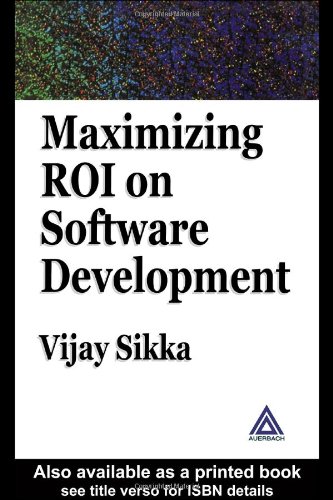 Maximizing
ROI on
Software
Development
Vijay Sikka
AUERBACH
Also available as a printed book
see title verso for ISBN details